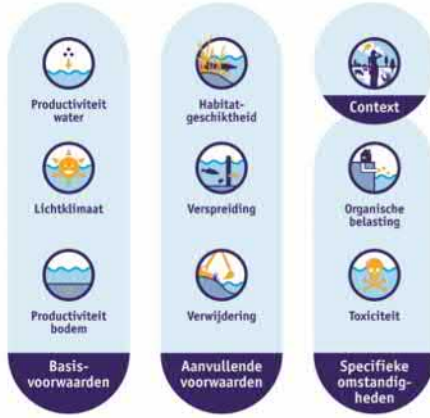 Productiviteit
water
Lichtklimaat
Productiviteit
bodem
Basis-
voorwaarden
Habitat-
geschiktheid
Verspreiding
Verwijdering
Aanvullende
voorwaarden
Context
Organische
belasting
Toxiciteit
Specifieke
omstandig-
heden